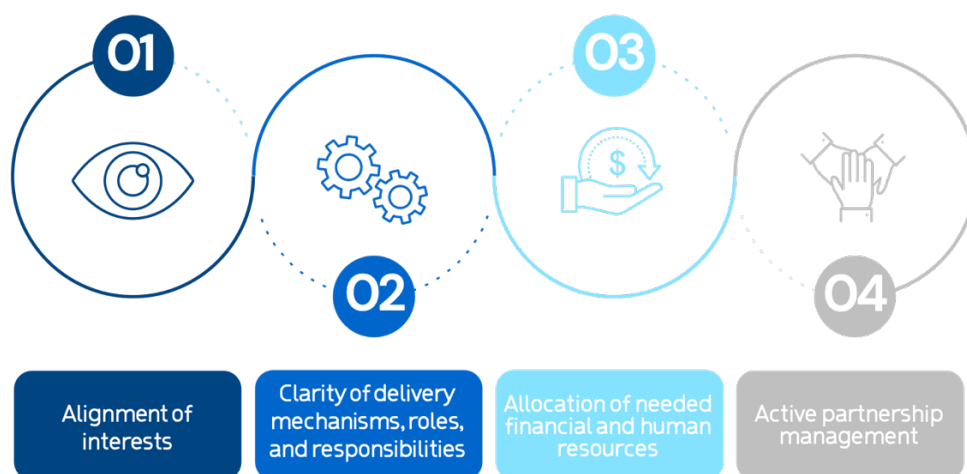 01
03
$
02
04
Alignment of
interests
Clarity of delivery
mechanisms, roles,
and responsibilities
Allocation of needed
financial and human
resources
Active partnership
management